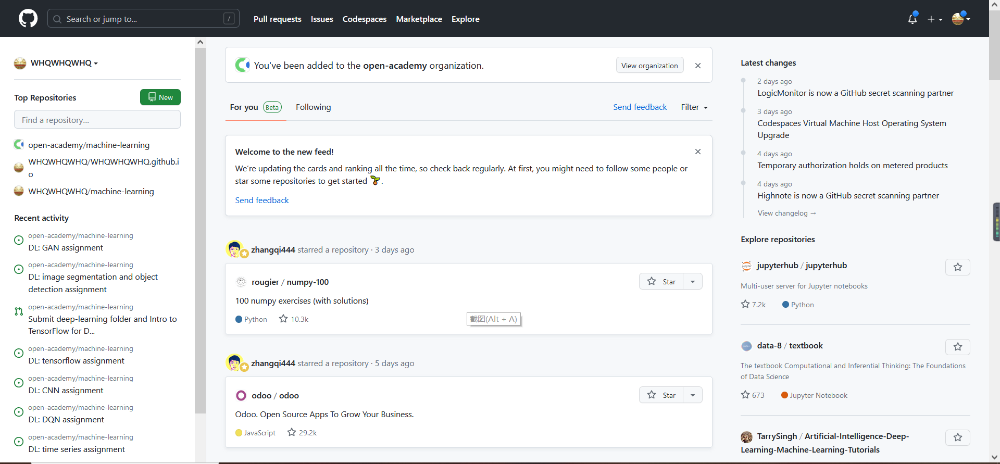 Search or jump to...
/
Pull requests
Issues
Codespaces
Marketplace
Explore
WHQWHQWHQ
Top Repositories
New
Find a repository...
open-academy/machine-learning
WHQWHQWHQ/WHQWHQWHQ.github.i
o
WHQWHQWHQ/machine-learning
Recent activity
open-academy/machine-learning
DL: GAN assignment
open-academy/machine-learning
DL: image segmentation and object
detection assignment
open-academy/machine-learning
Submit deep-learning folder and Intro to
TensorFlow for D...
open-academy/machine-learning
DL: tensorflow assignment
open-academy/machine-learning
DL: CNN assignment
open-academy/machine-learning
DL: DQN assignment
open-academy/machine-learning
DL: time series assignment
You've been added to the open-academy organization.
View organization
For you
Beta
Following
Send feedback
Filter
Welcome to the new feed!
We're updating the cards and ranking all the time, so check back regularly. At first, you might need to follow some people or
star some repositories to get started 🌱.
Send feedback
zhangqi444 starred a repository · 3 days ago
rougier / numpy-100
Star
100 numpy exercises (with solutions)
Python
10.3k
截图(Alt + A)
zhangqi444 starred a repository · 5 days ago
odoo / odoo
Star
Odoo. Open Source Apps To Grow Your Business.
JavaScript
29.2k
Latest changes
2 days ago
LogicMonitor is now a GitHub secret scanning partner
3 days ago
Codespaces Virtual Machine Host Operating System
Upgrade
4 days ago
Temporary authorization holds on metered products
4 days ago
Highnote is now a GitHub secret scanning partner
View changelog →
Explore repositories
jupyter
jupyterhub / jupyterhub
Multi-user server for Jupyter notebooks
7.2k
Python
data-8 / textbook
The textbook Computational and Inferential Thinking: The Foundations
of Data Science
673
Jupyter Notebook
TarrySingh / Artificial-Intelligence-Deep-
Learning-Machine-Learning-Tutorials